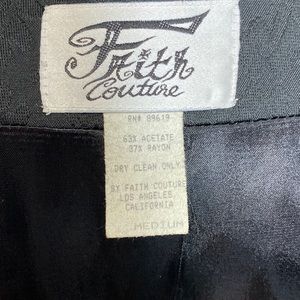 Faith
Couture
RN# 89619
63% ACETATE
37% RAYON
DRY CLEAN ONLY
BY FAITH COUTURE
LOS ANGELES
CALIFORNIA
MEDIUM